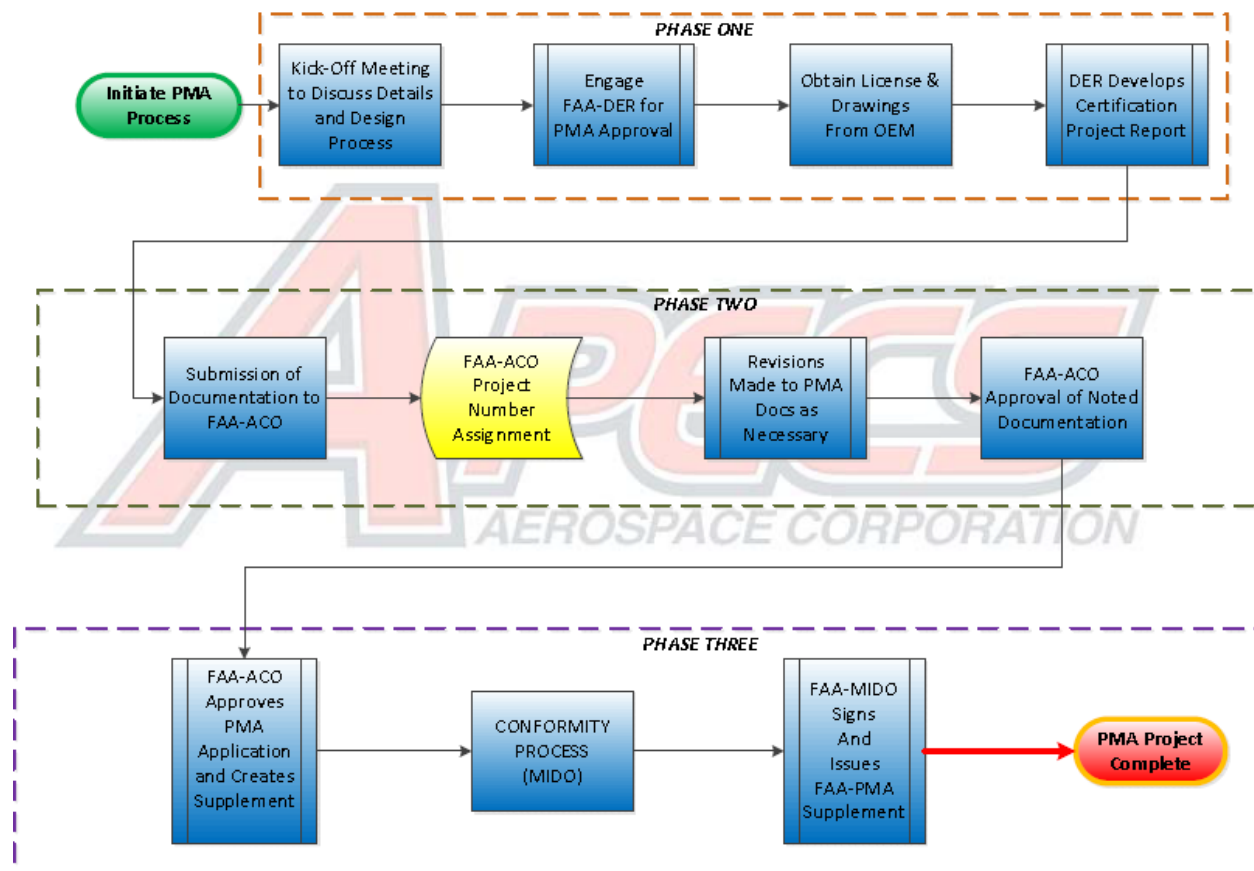 PHASE ONE
Initiate PMA
Process
Kick-Off Meeting
to Discuss Details
and Design
Process
Engage
FAA-DER for
PMA Approval
Obtain License &
Drawings
From OEM
DER Develops
Certification
Project Report
PHASE TWO
Submission of
Documentation to
FAA-ACO
FAA-ACO
Project
Number
Assignment
Revisions
Made to PMA
Docs as
Necessary
FAA-ACO
Approval of Noted
Documentation
APECS
AEROSPACE CORPORATION
PHASE THREE
FAA-ACO
Approves
PMA
Application
and Creates
Supplement
CONFORMITY
PROCESS
(MIDO)
FAA-MIDO
Signs
And
Issues
FAA-PMA
Supplement
PMA Project
Complete